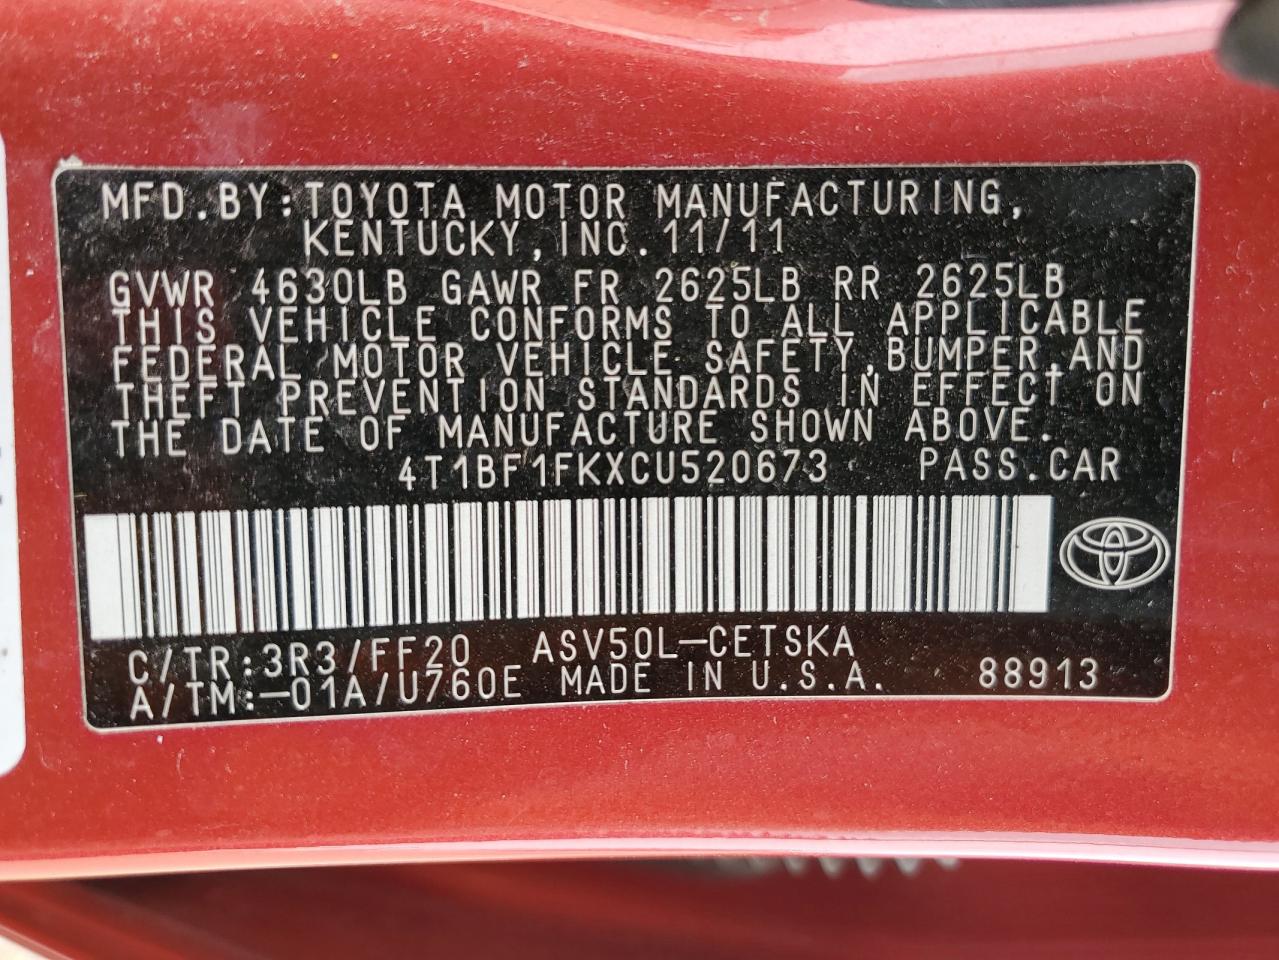 MFD.BY:TOYOTA MOTOR MANUFACTURING,
KENTUCKY,INC.11/11
GVWR 4630LB GAWR FR 2625LB RR 2625LB
THIS VEHICLE CONFORMS TO ALL APPLICABLE
FEDERAL MOTOR VEHICLE SAFETY,BUMPER,AND
THEFT PREVENTION STANDARDS IN EFFECT ON
THE DATE OF MANUFACTURE SHOWN ABOVE.
4T1BF1FKXCU520673 PASS.CAR
C/TR:3R3/FF20 ASV50L-CETSKA
A/TM:-01A/U760E MADE IN U.S.A. 88913